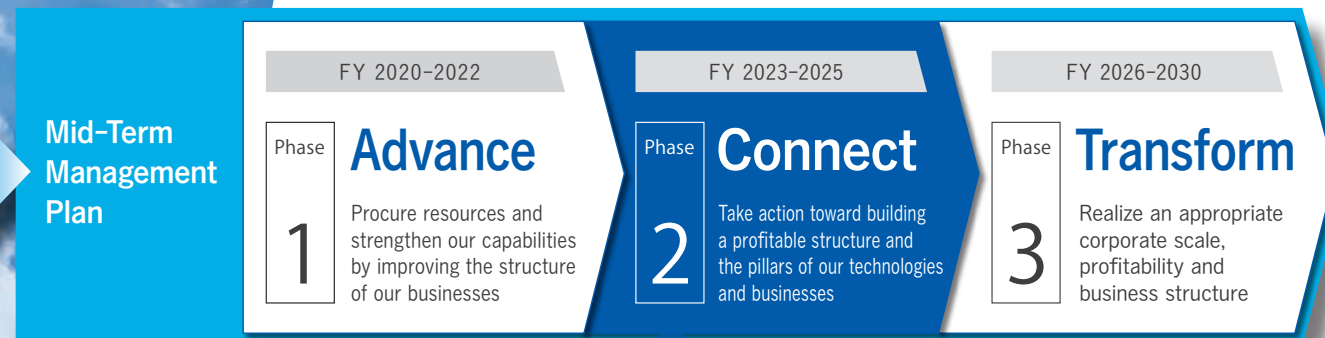 Mid-Term
Management
Plan
FY 2020-2022
Phase
1
Advance
Procure resources and
strengthen our capabilities
by improving the structure
of our businesses
FY 2023-2025
Phase
2
Connect
Take action toward building
a profitable structure and
the pillars of our technologies
and businesses
FY 2026-2030
Phase
3
Transform
Realize an appropriate
corporate scale,
profitability and
business structure